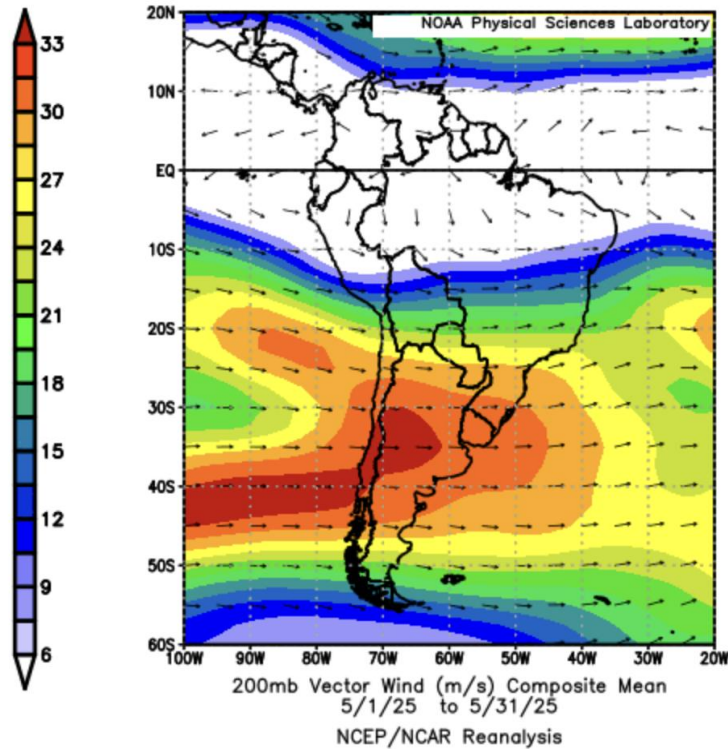 NOAA Physical Sciences Laboratory
20N
10N
EQ
10S
20S
30S
40S
50S
60S
100W 90W 80W 70W 60W 50W 40W 30W 20W
33
30
27
24
21
18
15
12
9
6
200mb Vector Wind (m/s) Composite Mean
5/1/25 to 5/31/25
NCEP/NCAR Reanalysis